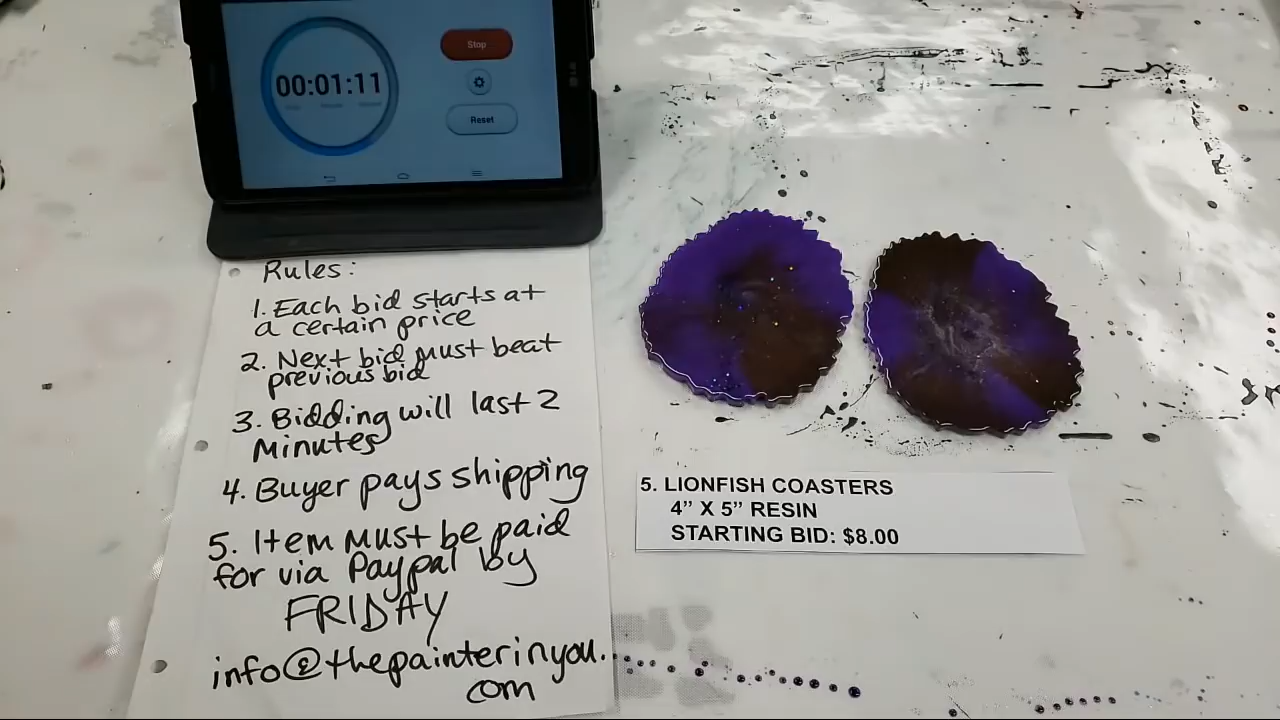 00:01:11
Stop
Reset
LG
Rules:
1. Each bid starts at
a certain price
2. Next bid must beat
previous bid
3. Bidding will last 2
Minutes
4. Buyer pays shipping
5. Item must be paid
for via Paypal by
FRIDAY
info@thepainterinyou.
com
5. LIONFISH COASTERS
4” X 5” RESIN
STARTING BID: $8.00